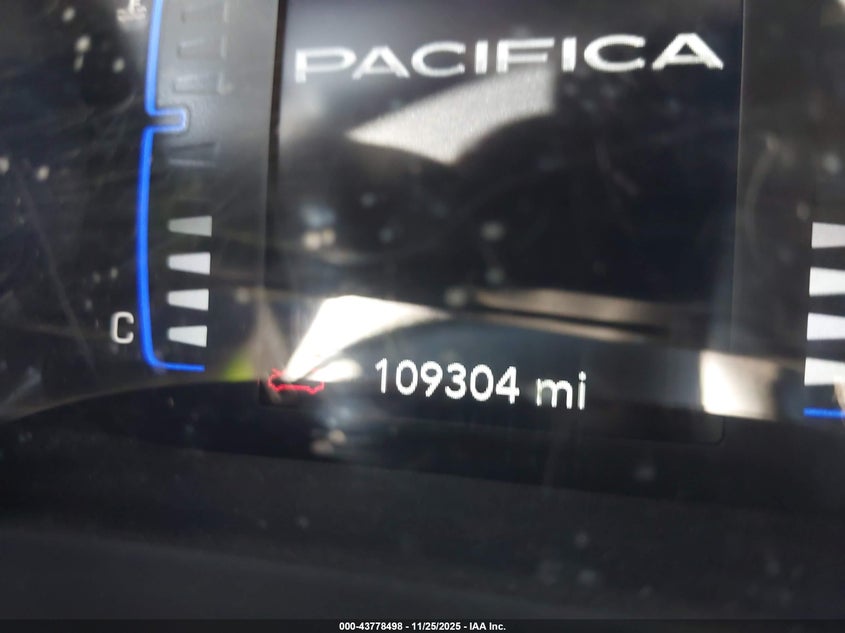 PACIFICA
C
109304 mi
000-43778498 - 11/25/2025 - IAA Inc.